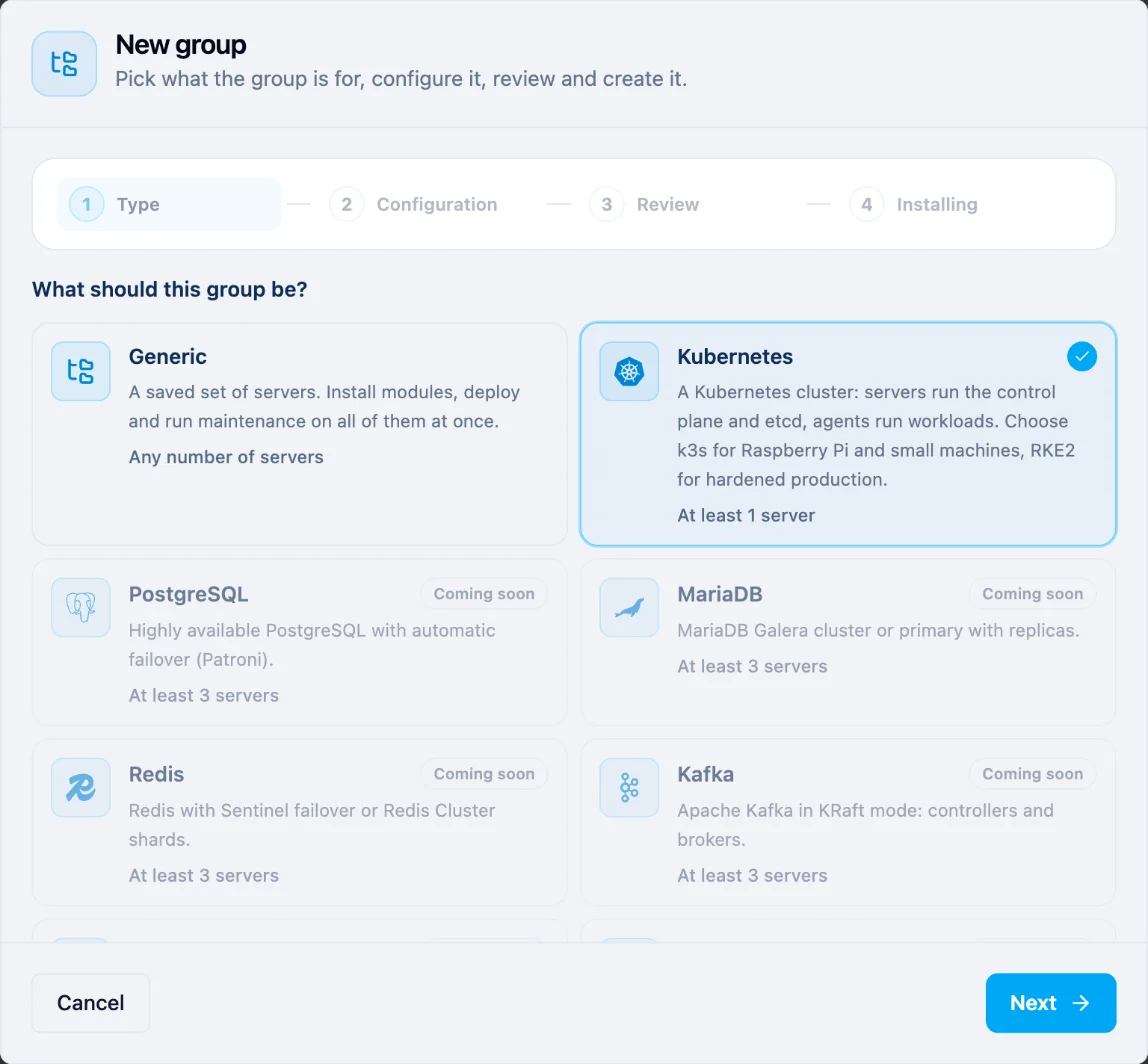 New group
Pick what the group is for, configure it, review and create it.
1 Type
2 Configuration
3 Review
4 Installing
What should this group be?
Generic
A saved set of servers. Install modules, deploy
and run maintenance on all of them at once.
Any number of servers
Kubernetes
A Kubernetes cluster: servers run the control
plane and etcd, agents run workloads. Choose
k3s for Raspberry Pi and small machines, RKE2
for hardened production.
At least 1 server
PostgreSQL
Coming soon
Highly available PostgreSQL with automatic
failover (Patroni).
At least 3 servers
MariaDB
Coming soon
MariaDB Galera cluster or primary with replicas.
At least 3 servers
Redis
Coming soon
Redis with Sentinel failover or Redis Cluster
shards.
At least 3 servers
Kafka
Coming soon
Apache Kafka in KRaft mode: controllers and
brokers.
At least 3 servers
Cancel
Next